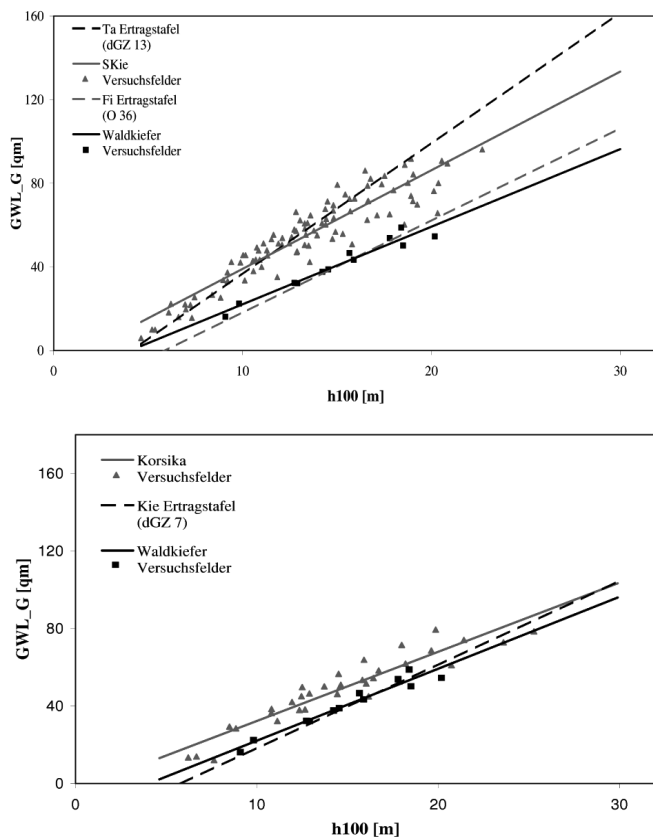 160
120
80
40
0
GWL_G [qm]
Ta Ertragstafel
(dGZ 13)
SKie
Versuchsfelder
Fi Ertragstafel
(O 36)
Waldkiefer
Versuchsfelder
0 10 20 30
h100 [m]
160
120
80
40
0
GWL_G [qm]
Korsika
Versuchsfelder
Kie Ertragstafel
(dGZ 7)
Waldkiefer
Versuchsfelder
0 10 20 30
h100 [m]